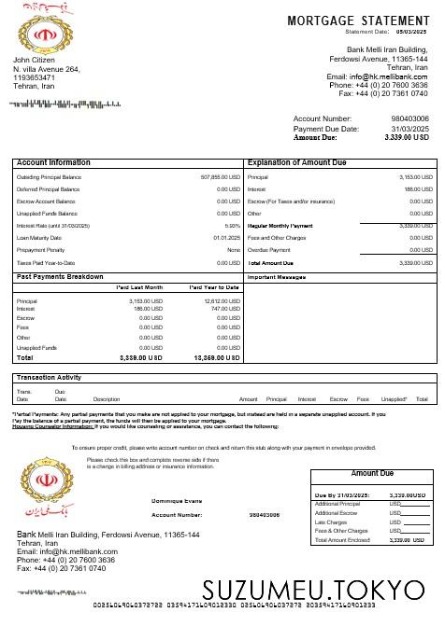 MORTGAGE STATEMENT
Statement Date: 05/03/2025
John Citizen
N. villa Avenue 264,
1193653471
Tehran, Iran
Bank Melli Iran Building,
Ferdowsi Avenue, 11365-144
Tehran, Iran
Email: info@hk.mellibank.com
Phone: +44 (0) 20 7600 3636
Fax: +44 (0) 20 7361 0740
Account Number: 980403006
Payment Due Date: 31/03/2025
Amount Due: 3,339.00 USD
Account Information
Outsiding Principal Balance 507,856.00 USD
Deferred Principal Balance 0.00 USD
Escrow Account Balance 0.00 USD
Unapplied Funds Balance 0.00 USD
Interest Rate (until 31/03/2025) 5.00%
Loan Maturity Date 01.01.2025
Prepayment Penalty None
Taxes Paid Year-to-Date 0.00 USD
Explanation of Amount Due
Principal 3,153.00 USD
Interest 186.00 USD
Escrow (For Taxes and/or Insurance) 0.00 USD
Other 0.00 USD
Regular Monthly Payment 3,339.00 USD
Fees and Other Charges 0.00 USD
Overdue Payment 0.00 USD
Total Amount Due 3,339.00 USD
Past Payments Breakdown
Paid Last Month Paid Year to Date
Principal 3,153.00 USD 12,612.00 USD
Interest 186.00 USD 747.00 USD
Escrow 0.00 USD 0.00 USD
Fees 0.00 USD 0.00 USD
Other 0.00 USD 0.00 USD
Unapplied Funds 0.00 USD 0.00 USD
Total 3,339.00 USD 13,359.00 USD
Important Messages
Transaction Activity
Trans. Date Due Date Description Amount Principal Interest Escrow Fees Unapplied* Total
*Partial Payments: Any partial payments that you make are not applied to your mortgage, but instead are held in a separate unapplied account. If you
pay the balance of a partial payment, the funds will then be applied to your mortgage.
Housing Counselor Information: If you would like counseling or assistance, you can contact the following:
To ensure proper credit, please write account number on check and return this stub along with your payment in envelope provided.
Please check this box and complete reverse side if there
is a change in billing address or insurance information.
Dominique Evans
Account Number: 980403006
بانک ملی ایران
Bank Melli Iran Building, Ferdowsi Avenue, 11365-144
Tehran, Iran
Email: info@hk.mellibank.com
Phone: +44 (0) 20 7600 3636
Fax: +44 (0) 20 7361 0740
Amount Due
Due By 31/03/2025: 3,339.00 USD
Additional Principal USD
Additional Escrow USD
Late Charges USD
Fees & Other Charges USD
Total Amount Enclosed 3,339.00 USD
SUZUMEU.TOKYO